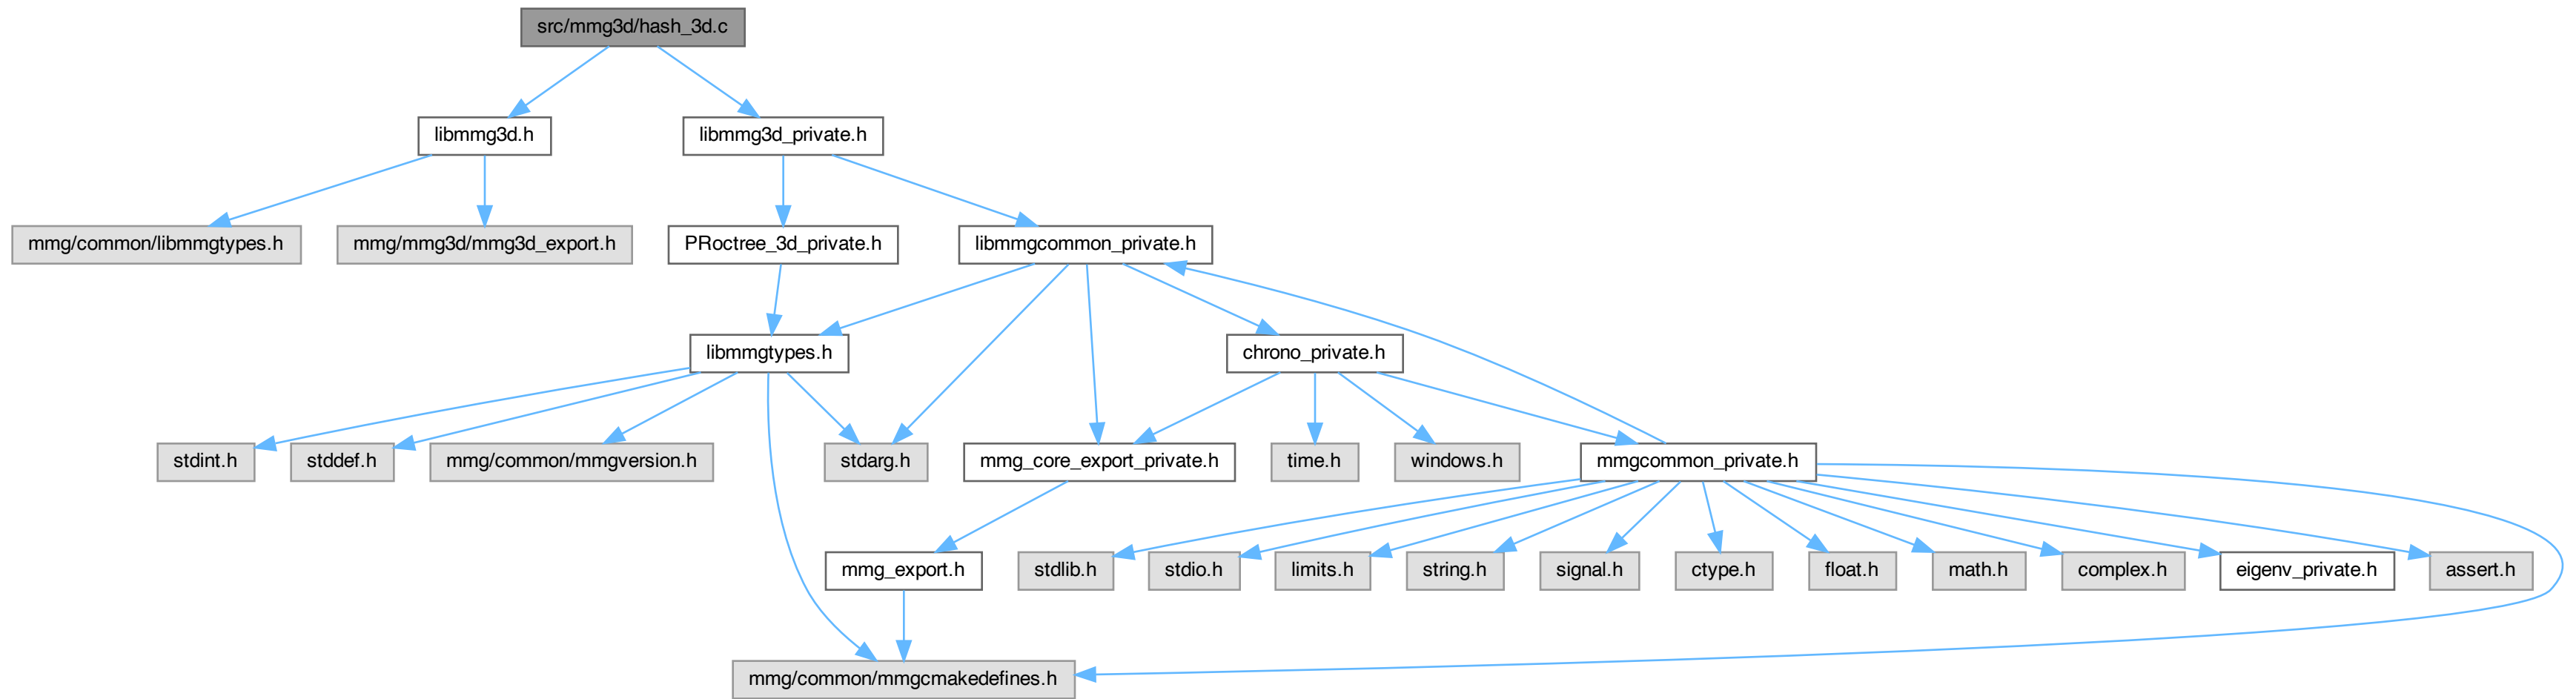 src/mmg3d/hash_3d.c
libmmg3d.h
libmmg3d_private.h
mmg/common/libmmgtypes.h
mmg/mmg3d/mmg3d_export.h
PRoctree_3d_private.h
libmmgcommon_private.h
libmmgtypes.h
chrono_private.h
stdint.h
stddef.h
mmg/common/mmgversion.h
stdarg.h
mmg_core_export_private.h
time.h
windows.h
mmgcommon_private.h
mmg_export.h
stdlib.h
stdio.h
limits.h
string.h
signal.h
ctype.h
float.h
math.h
complex.h
eigenv_private.h
assert.h
mmg/common/mmgcmakedefines.h